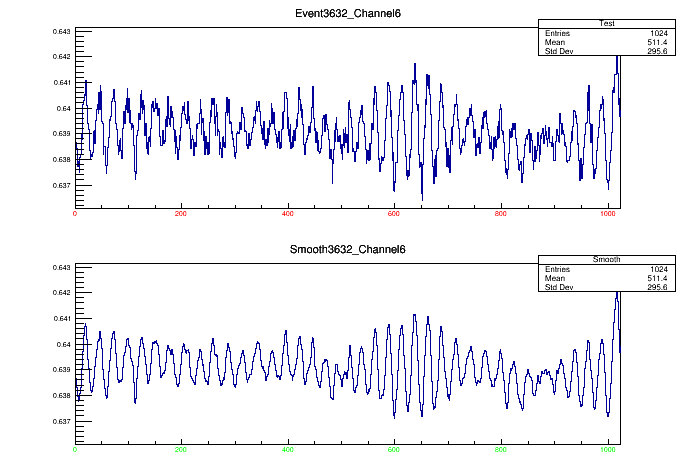 Event3632_Channel6
Test
Entries 1024
Mean 511.4
Std Dev 295.6
0.643
0.642
0.641
0.64
0.639
0.638
0.637
0 200 400 600 800 1000
Smooth3632_Channel6
Smooth
Entries 1024
Mean 511.4
Std Dev 295.6
0.643
0.642
0.641
0.64
0.639
0.638
0.637
0 200 400 600 800 1000